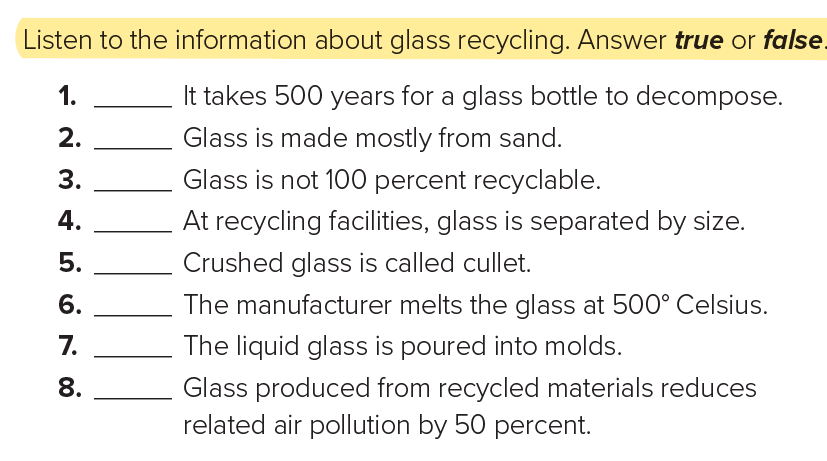 Listen to the information about glass recycling. Answer true or false.
1. ______ It takes 500 years for a glass bottle to decompose.
2. ______ Glass is made mostly from sand.
3. ______ Glass is not 100 percent recyclable.
4. ______ At recycling facilities, glass is separated by size.
5. ______ Crushed glass is called cullet.
6. ______ The manufacturer melts the glass at 500° Celsius.
7. ______ The liquid glass is poured into molds.
8. ______ Glass produced from recycled materials reduces
related air pollution by 50 percent.